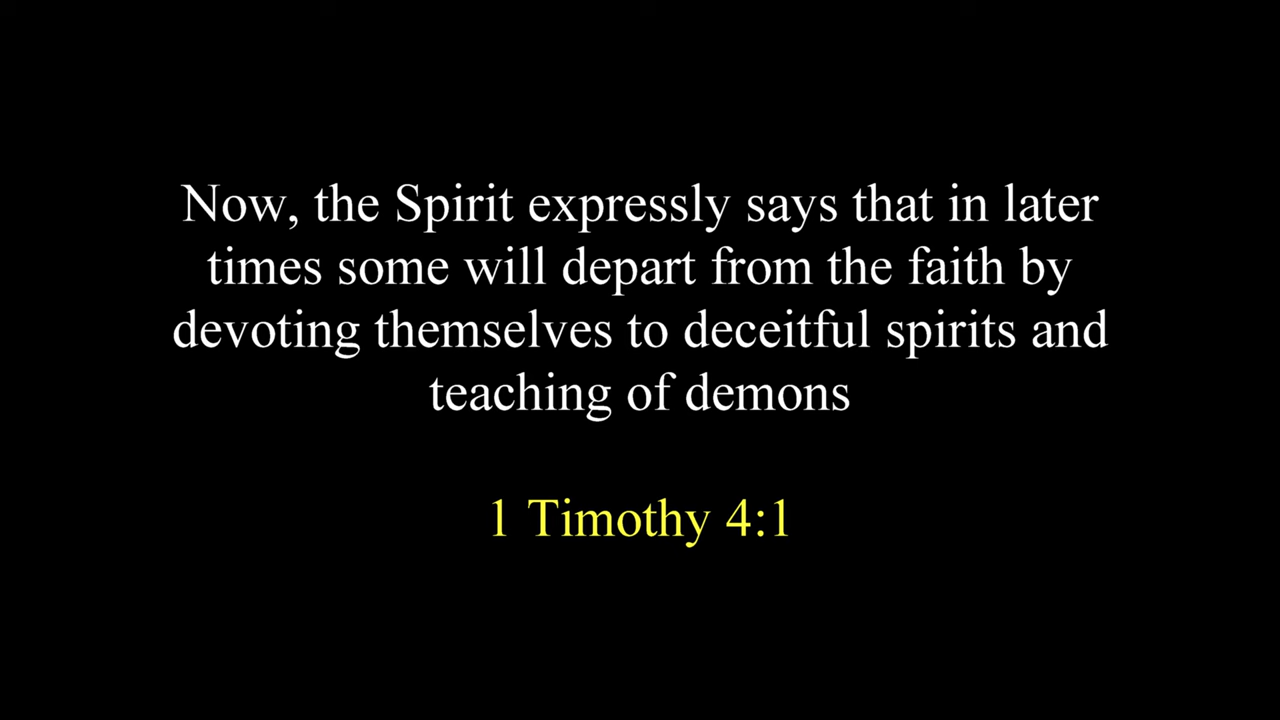 Now, the Spirit expressly says that in later
times some will depart from the faith by
devoting themselves to deceitful spirits and
teaching of demons
1 Timothy 4:1